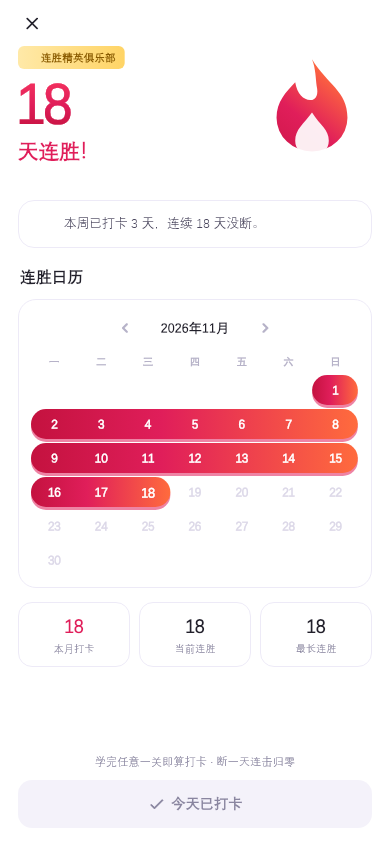 连胜精英俱乐部
18
天连胜！
本周已打卡 3 天，连续 18 天没断。
连胜日历
2026年11月
一 二 三 四 五 六 日
1
2 3 4 5 6 7 8
9 10 11 12 13 14 15
16 17 18 19 20 21 22
23 24 25 26 27 28 29
30
18 18 18
本月打卡 当前连胜 最长连胜
学完任意一关即算打卡 · 断一天连击归零
今天已打卡